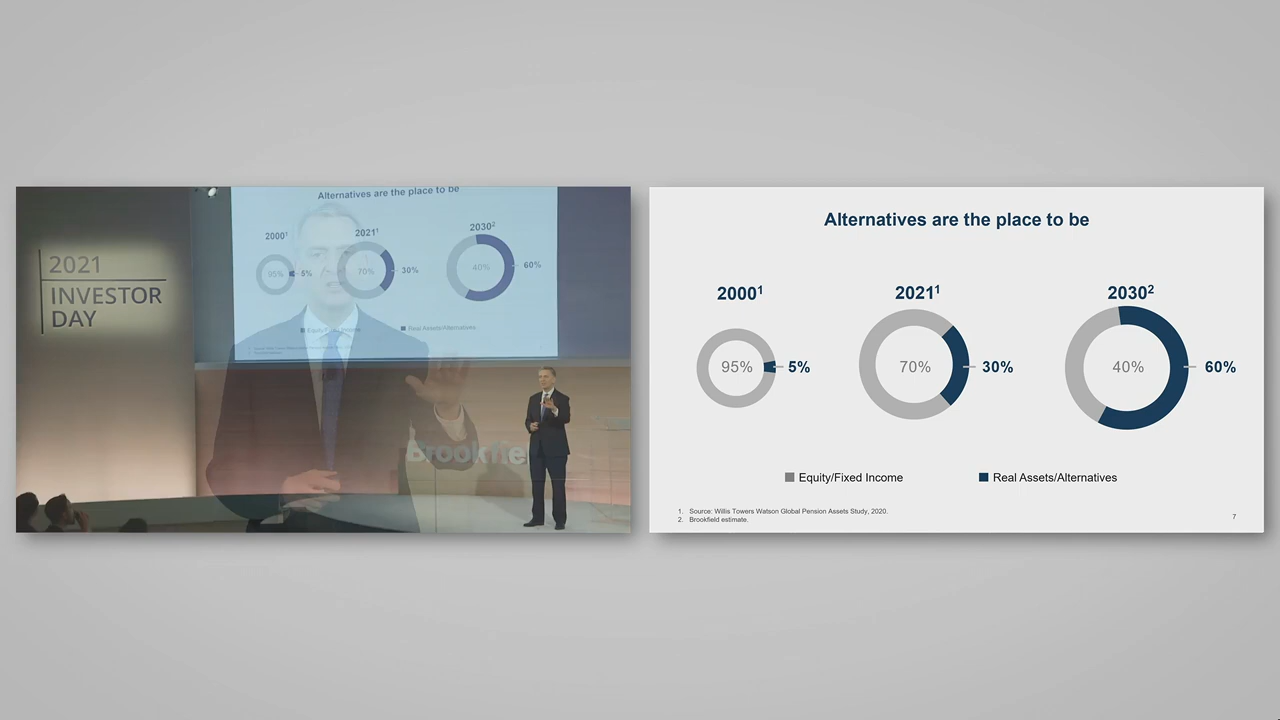 2021
INVESTOR
DAY
Alternatives are the place to be
2000¹
2021¹
2030²
95%
5%
70%
30%
40%
60%
Equity/Fixed Income
Real Assets/Alternatives
Brookfie
Alternatives are the place to be
2000¹
2021¹
2030²
95%
5%
70%
30%
40%
60%
Equity/Fixed Income
Real Assets/Alternatives
1. Source: Willis Towers Watson Global Pension Assets Study, 2020.
2. Brookfield estimate.
7